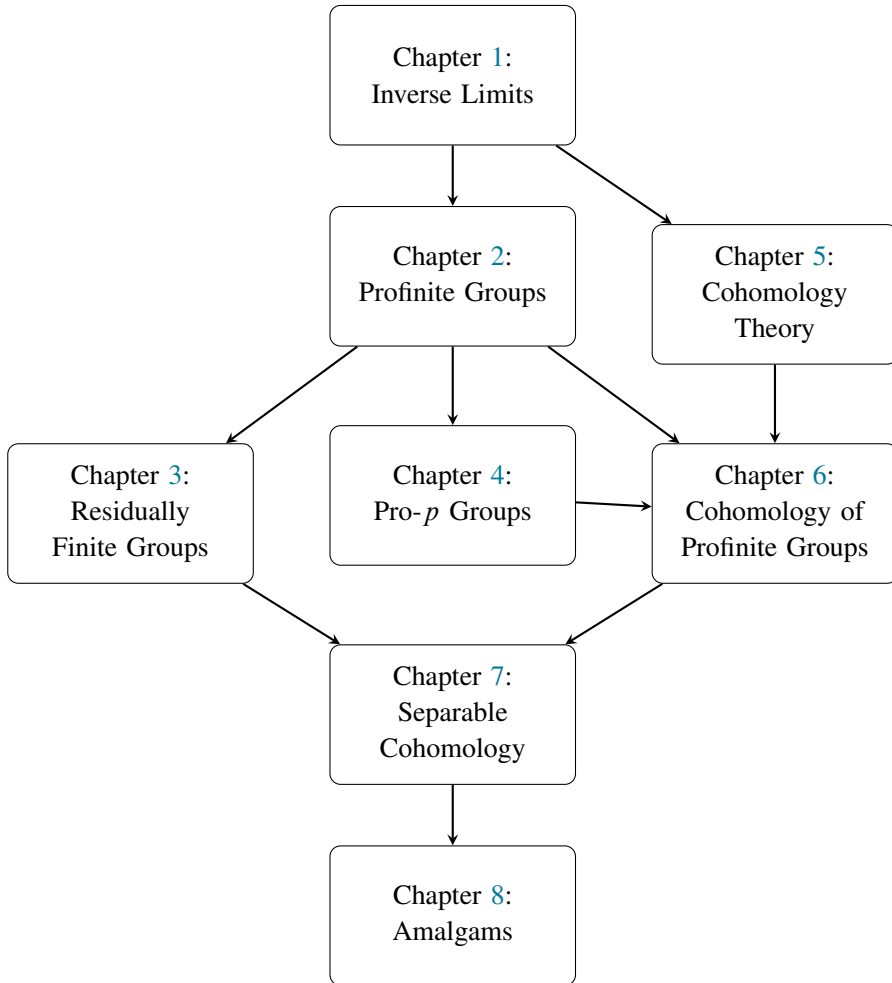 Chapter 1:
Inverse Limits
Chapter 2:
Profinite Groups
Chapter 5:
Cohomology
Theory
Chapter 3:
Residually
Finite Groups
Chapter 4:
Pro-p Groups
Chapter 6:
Cohomology of
Profinite Groups
Chapter 7:
Separable
Cohomology
Chapter 8:
Amalgams